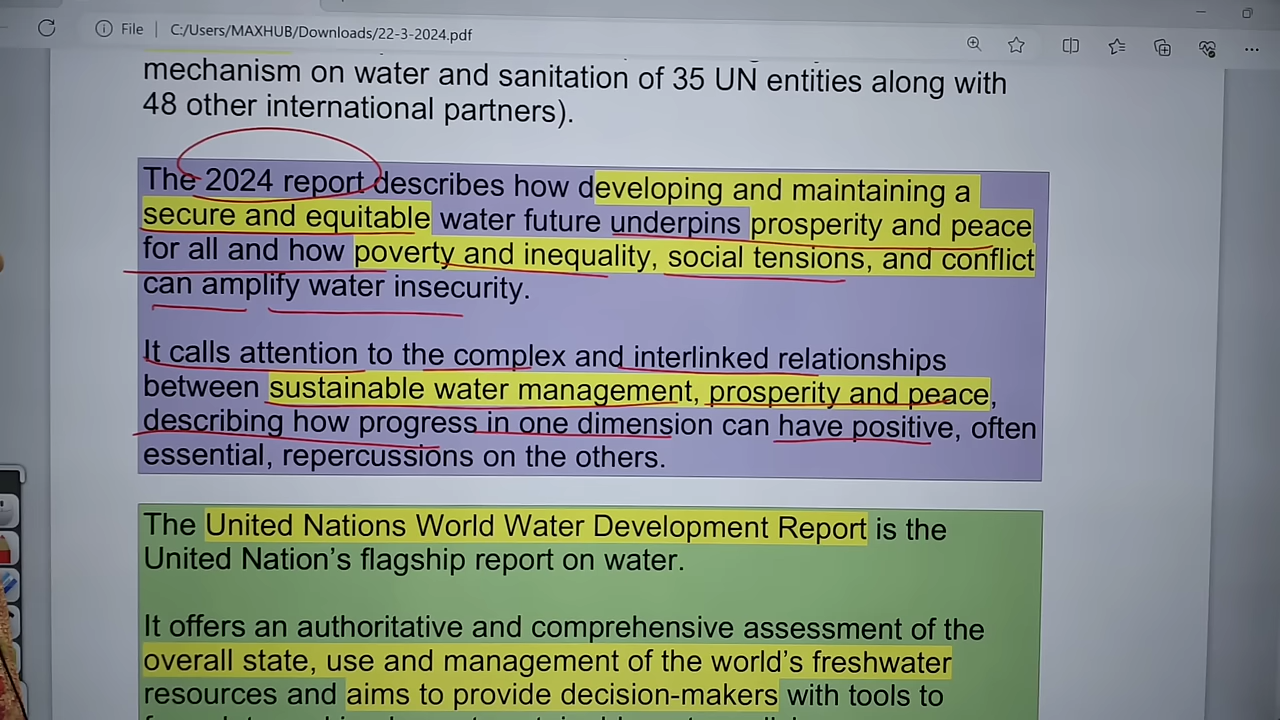 File C:/Users/MAXHUB/Downloads/22-3-2024.pdf
mechanism on water and sanitation of 35 UN entities along with
48 other international partners).
The 2024 report describes how developing and maintaining a
secure and equitable water future underpins prosperity and peace
for all and how poverty and inequality, social tensions, and conflict
can amplify water insecurity.
It calls attention to the complex and interlinked relationships
between sustainable water management, prosperity and peace,
describing how progress in one dimension can have positive, often
essential, repercussions on the others.
The United Nations World Water Development Report is the
United Nation’s flagship report on water.
It offers an authoritative and comprehensive assessment of the
overall state, use and management of the world’s freshwater
resources and aims to provide decision-makers with tools to